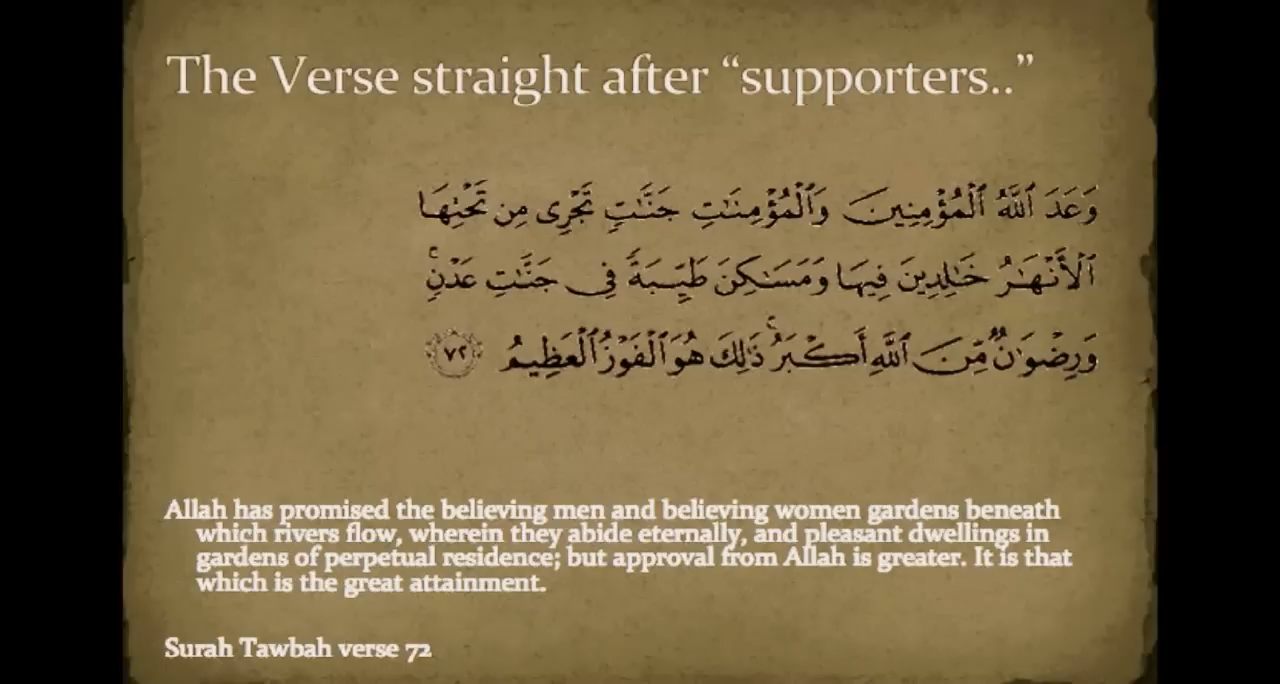 The Verse straight after “supporters..”
وَعَدَ ٱللَّهُ ٱلْمُؤْمِنِينَ وَٱلْمُؤْمِنَٰتِ جَنَّٰتٍ تَجْرِى مِن تَحْتِهَا
ٱلْأَنْهَٰرُ خَٰلِدِينَ فِيهَا وَمَسَٰكِنَ طَيِّبَةً فِى جَنَّٰتِ عَدْنٍ ۚ
وَرِضْوَٰنٌ مِّنَ ٱللَّهِ أَكْبَرُ ۚ ذَٰلِكَ هُوَ ٱلْفَوْزُ ٱلْعَظِيمُ ٧٢
Allah has promised the believing men and believing women gardens beneath
which rivers flow, wherein they abide eternally, and pleasant dwellings in
gardens of perpetual residence; but approval from Allah is greater. It is that
which is the great attainment.
Surah Tawbah verse 72